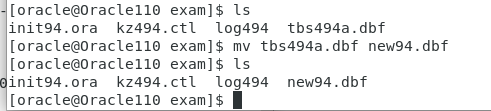 -[oracle@Oracle110 exam]$ ls
init94.ora  kz494.ctl  log494  tbs494a.dbf
[oracle@Oracle110 exam]$ mv tbs494a.dbf new94.dbf
[oracle@Oracle110 exam]$ ls
init94.ora  kz494.ctl  log494  new94.dbf
[oracle@Oracle110 exam]$